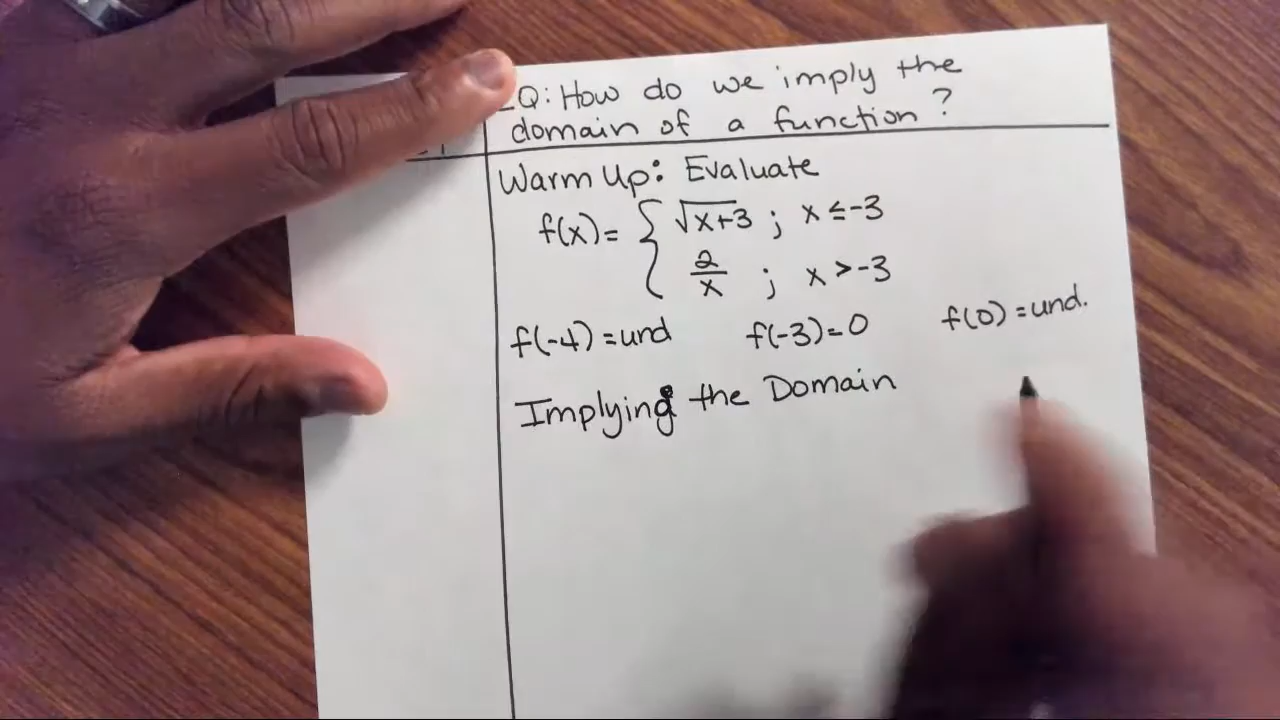 EQ: How do we imply the
domain of a function?
Warm Up: Evaluate
f(x)= { √x+3 ; x ≤ -3
2/x ; x > -3
f(-4)=und f(-3)=0 f(0)=und.
Implying the Domain